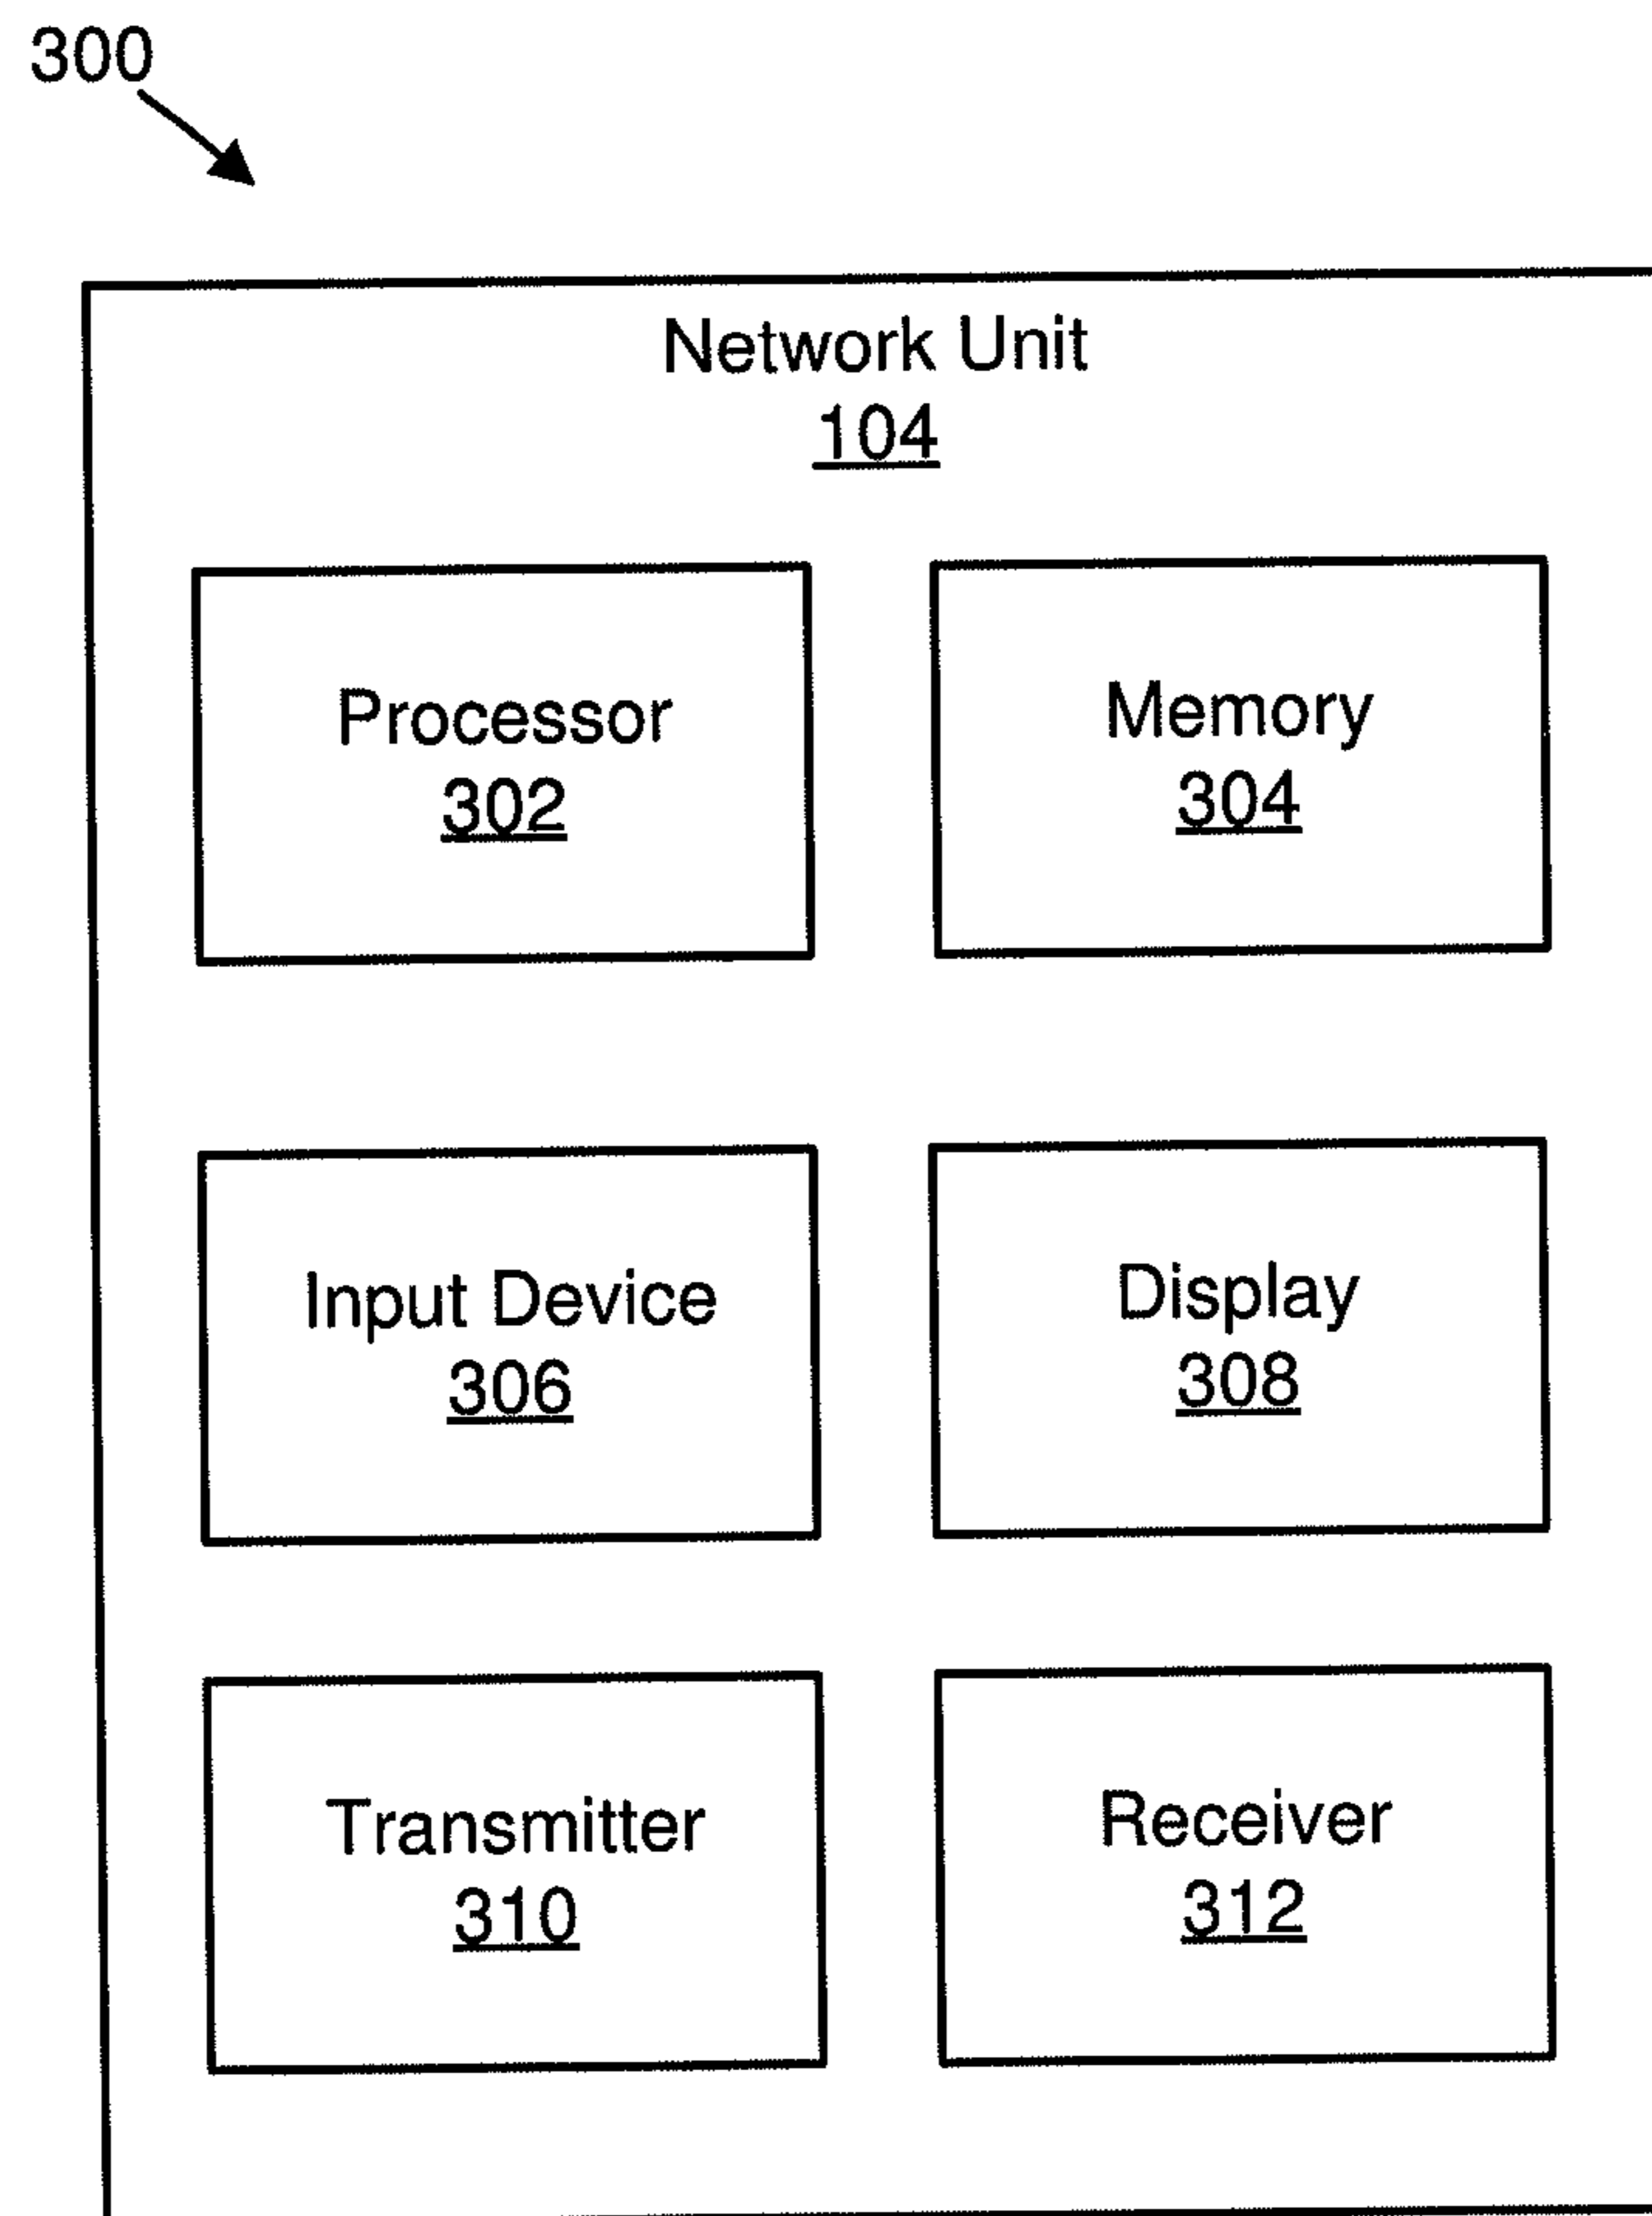 300
Network Unit
104
Processor
302
Memory
304
Input Device
306
Display
308
Transmitter
310
Receiver
312